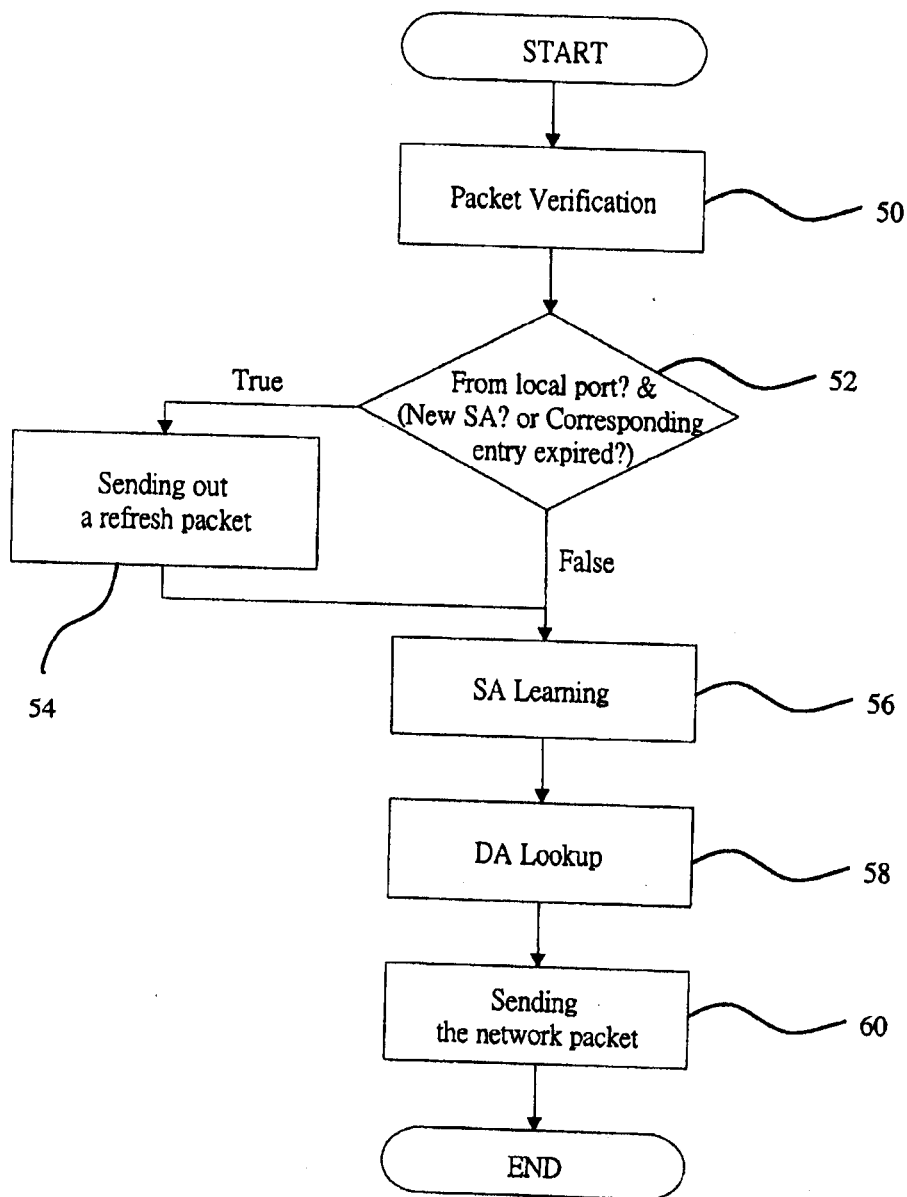 START
Packet Verification
50
52
True
From local port? &
(New SA? or Corresponding
entry expired?)
Sending out
a refresh packet
False
54
SA Learning
56
DA Lookup
58
Sending
the network packet
60
END